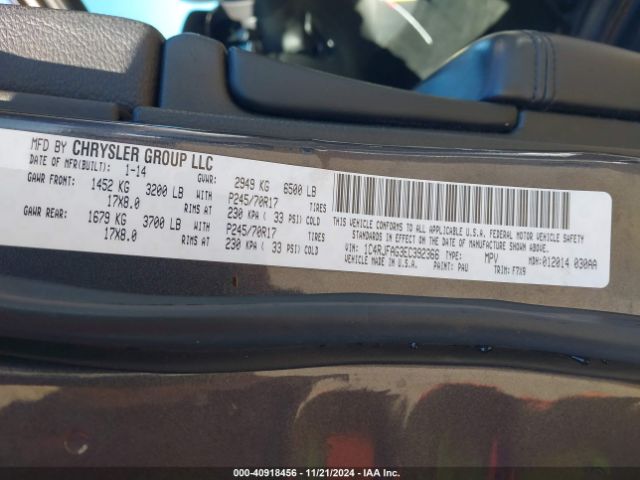 MFD BY CHRYSLER GROUP LLC
DATE OF MFR(BUILT): 1-14 GVWR: 2949 KG 6500 LB
GAWR FRONT: 1452 KG 3200 LB WITH P245/70R17 TIRES
17X8.0 RIMS AT 230 KPA ( 33 PSI) COLD
GAWR REAR: 1679 KG 3700 LB WITH P245/70R17 TIRES
17X8.0 RIMS AT 230 KPA ( 33 PSI) COLD
THIS VEHICLE CONFORMS TO ALL APPLICABLE U.S.A. FEDERAL MOTOR VEHICLE SAFETY
STANDARDS IN EFFECT ON THE DATE OF MANUFACTURE SHOWN ABOVE.
VIN: 1C4RJFAG3EC392366 TYPE: MPV MDH:012014 030AA
VEHICLE MADE IN U.S.A. PAINT: PAU TRIM: F7X9
000-40918456 - 11/21/2024 - IAA Inc.